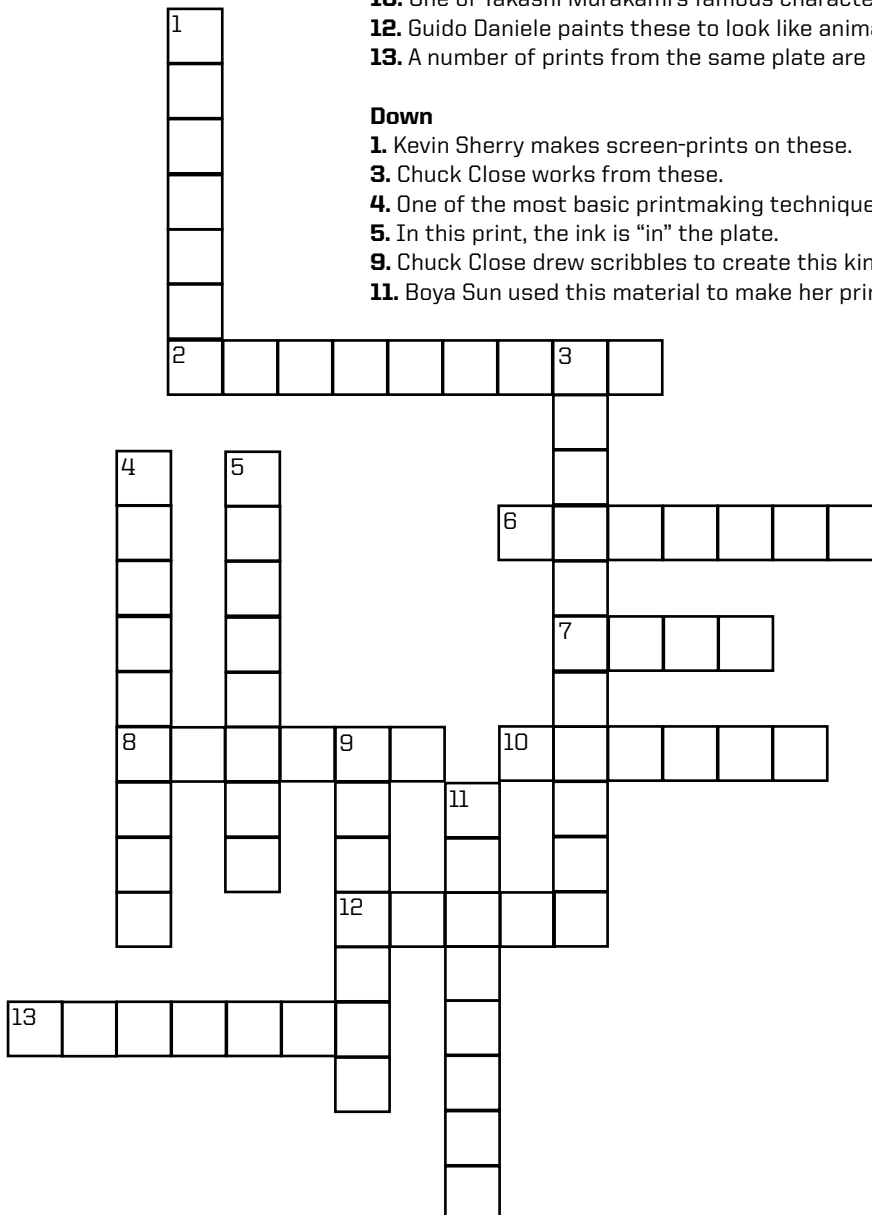 12. Guido Daniele paints these to look like anima
13. A number of prints from the same plate are
Down
1. Kevin Sherry makes screen-prints on these.
3. Chuck Close works from these.
4. One of the most basic printmaking technique
5. In this print, the ink is “in” the plate.
9. Chuck Close drew scribbles to create this kin
11. Boya Sun used this material to make her prin
1
2 3
4 5
6
7
8 9 10
11
12
13